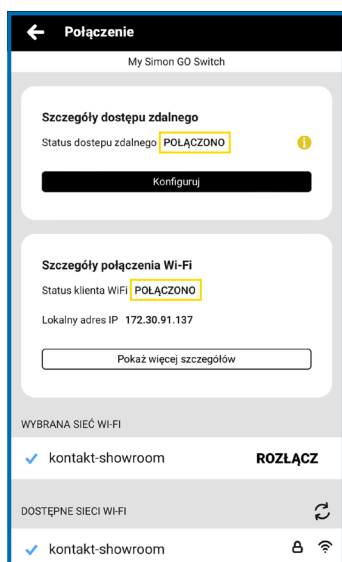 Połączenie
My Simon GO Switch
Szczegóły dostępu zdalnego
Status dostepu zdalnego POŁĄCZONO
Konfiguruj
Szczegóły połączenia Wi-Fi
Status klienta WiFi POŁĄCZONO
Lokalny adres IP 172.30.91.137
Pokaż więcej szczegółów
WYBRANA SIEĆ WI-FI
kontakt-showroom ROZŁĄCZ
DOSTĘPNE SIECI WI-FI
kontakt-showroom